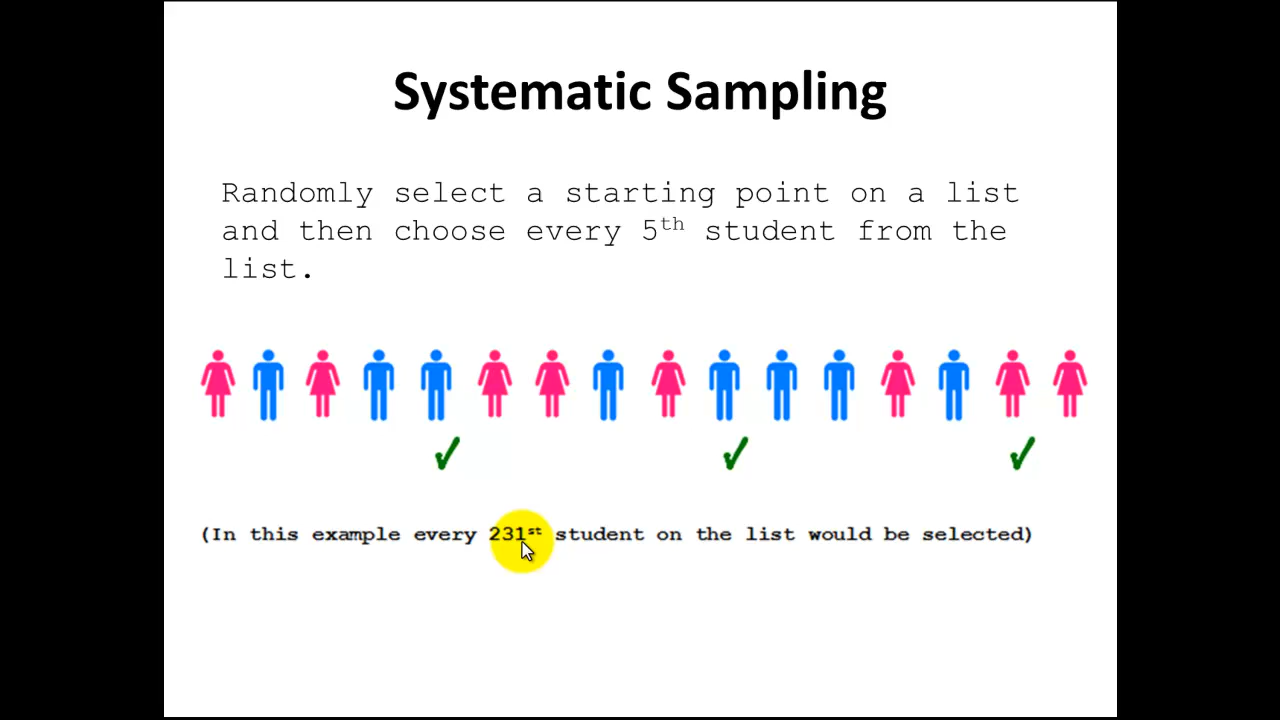 Systematic Sampling
Randomly select a starting point on a list
and then choose every 5th student from the
list.
(In this example every 231st student on the list would be selected)